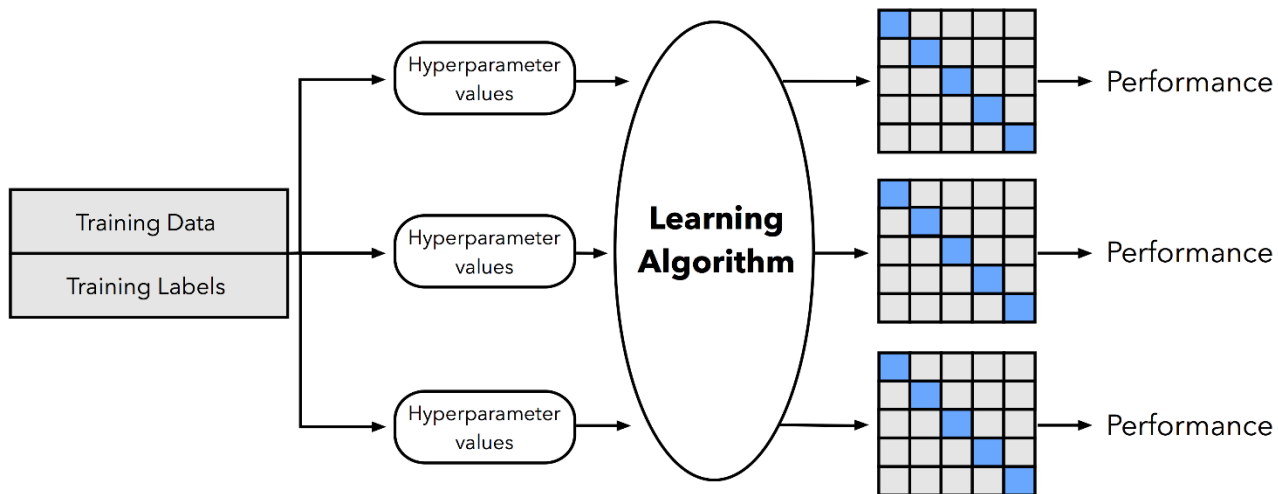 Hyperparameter
values
Performance
Training Data
Training Labels
Hyperparameter
values
Learning
Algorithm
Performance
Hyperparameter
values
Performance